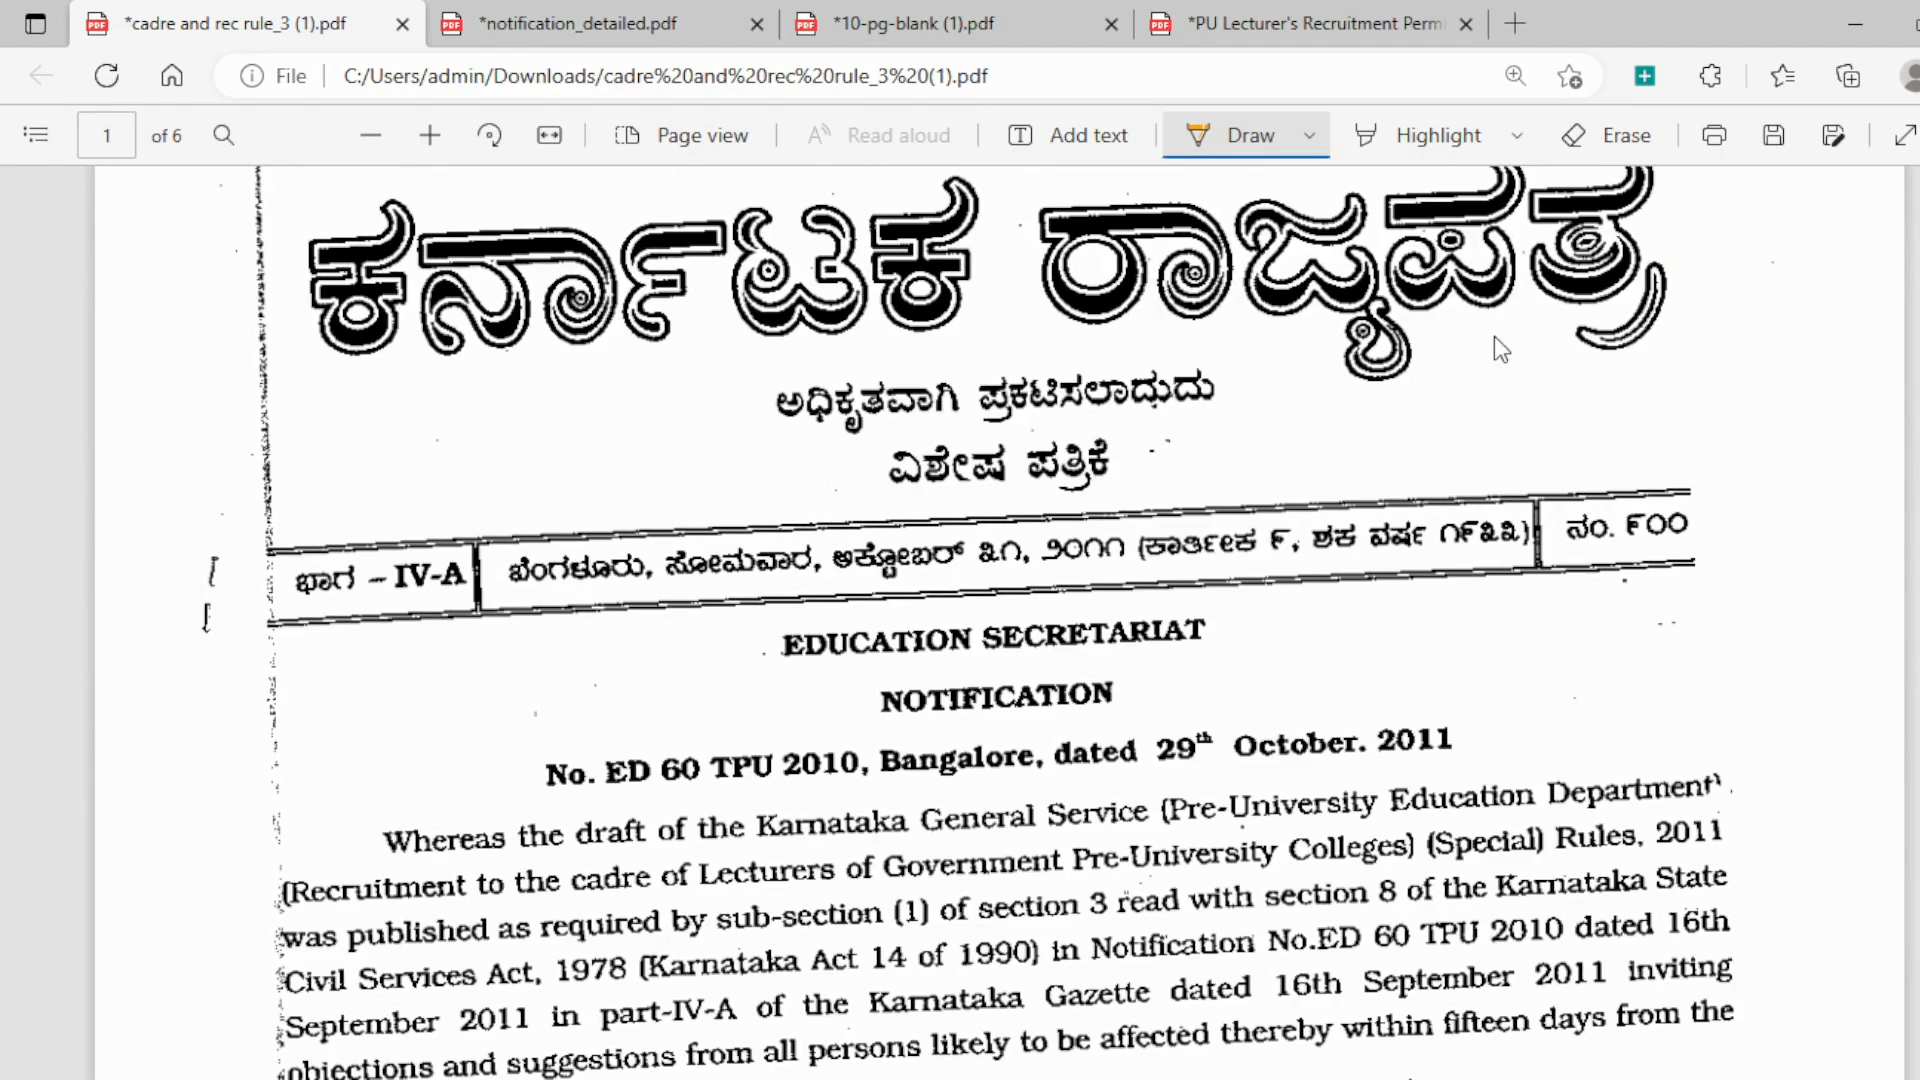 *cadre and rec rule_3 (1).pdf
*notification_detailed.pdf
*10-pg-blank (1).pdf
*PU Lecturer's Recruitment Perm
File
C:/Users/admin/Downloads/cadre%20and%20rec%20rule_3%20(1).pdf
1 of 6
Page view
Read aloud
Add text
Draw
Highlight
Erase
ಕರ್ನಾಟಕ ರಾಜ್ಯಪತ್ರ
ಅಧಿಕೃತವಾಗಿ ಪ್ರಕಟಿಸಲಾದುದು
ವಿಶೇಷ ಪತ್ರಿಕೆ
ಭಾಗ – IV-A
ಬೆಂಗಳೂರು, ಸೋಮವಾರ, ಅಕ್ಟೋಬರ್ ೩೧, ೨೦೧೧ (ಕಾರ್ತೀಕ ೯, ಶಕ ವರ್ಷ ೧೯೩೩)
ನಂ. ೯೦೦
EDUCATION SECRETARIAT
NOTIFICATION
No. ED 60 TPU 2010, Bangalore, dated 29th October. 2011
Whereas the draft of the Karnataka General Service (Pre-University Education Department)
(Recruitment to the cadre of Lecturers of Government Pre-University Colleges) (Special) Rules, 2011
was published as required by sub-section (1) of section 3 read with section 8 of the Karnataka State
Civil Services Act, 1978 (Karnataka Act 14 of 1990) in Notification No.ED 60 TPU 2010 dated 16th
September 2011 in part-IV-A of the Karnataka Gazette dated 16th September 2011 inviting
objections and suggestions from all persons likely to be affected thereby within fifteen days from the